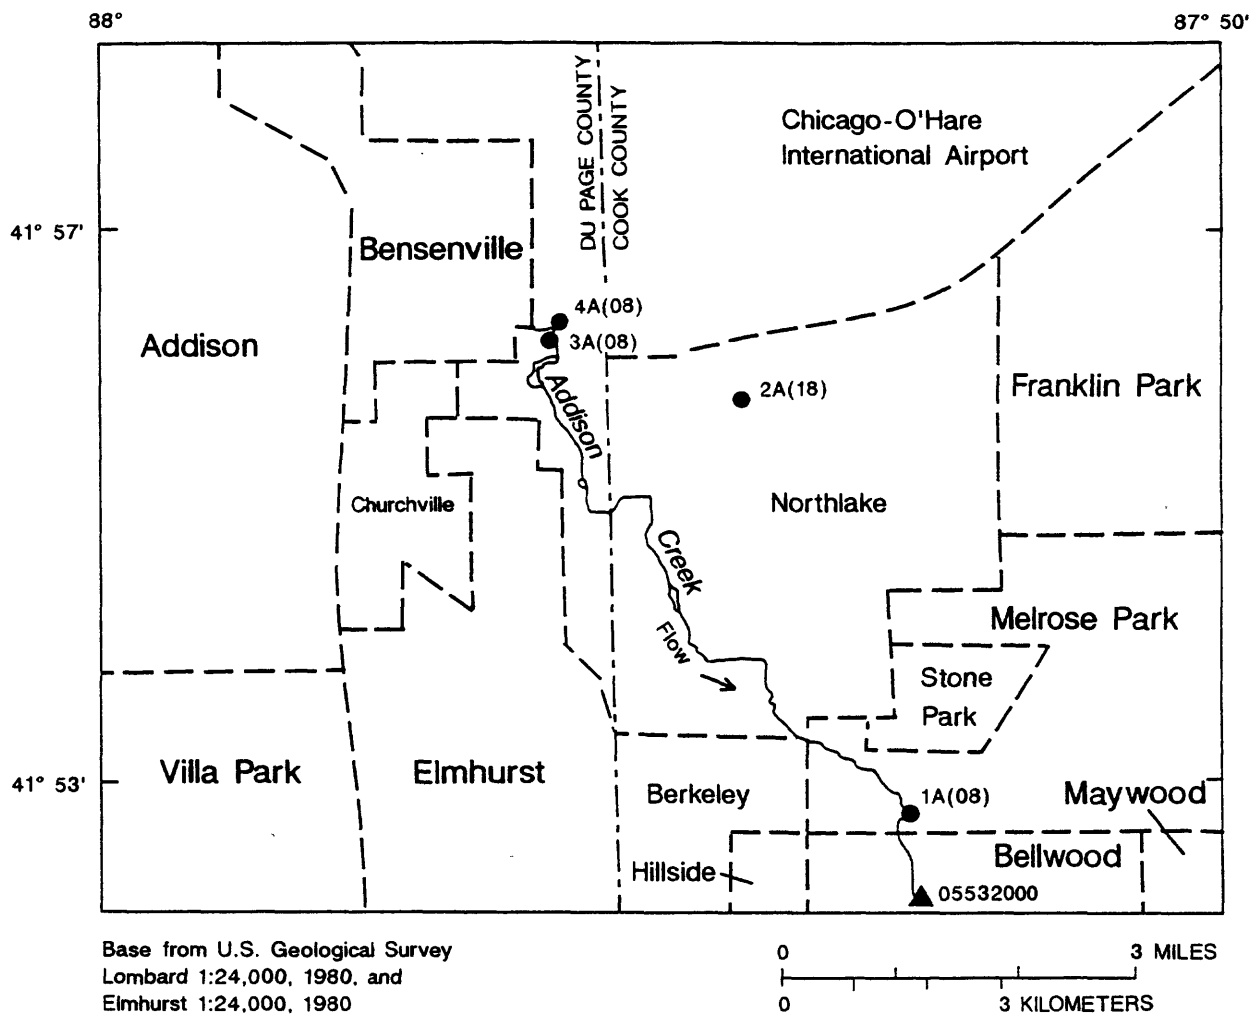 88°
87° 50'
DU PAGE COUNTY
COOK COUNTY
Chicago-O'Hare
International Airport
41° 57'
Bensenville
4A(08)
3A(08)
Addison
Addison
2A(18)
Franklin Park
Churchville
Northlake
Creek
Melrose Park
Flow
Stone
Park
41° 53'
Villa Park
Elmhurst
Berkeley
1A(08)
Maywood
Hillside
Bellwood
05532000
Base from U.S. Geological Survey
Lombard 1:24,000, 1980, and
Elmhurst 1:24,000, 1980
0 3 MILES
0 3 KILOMETERS